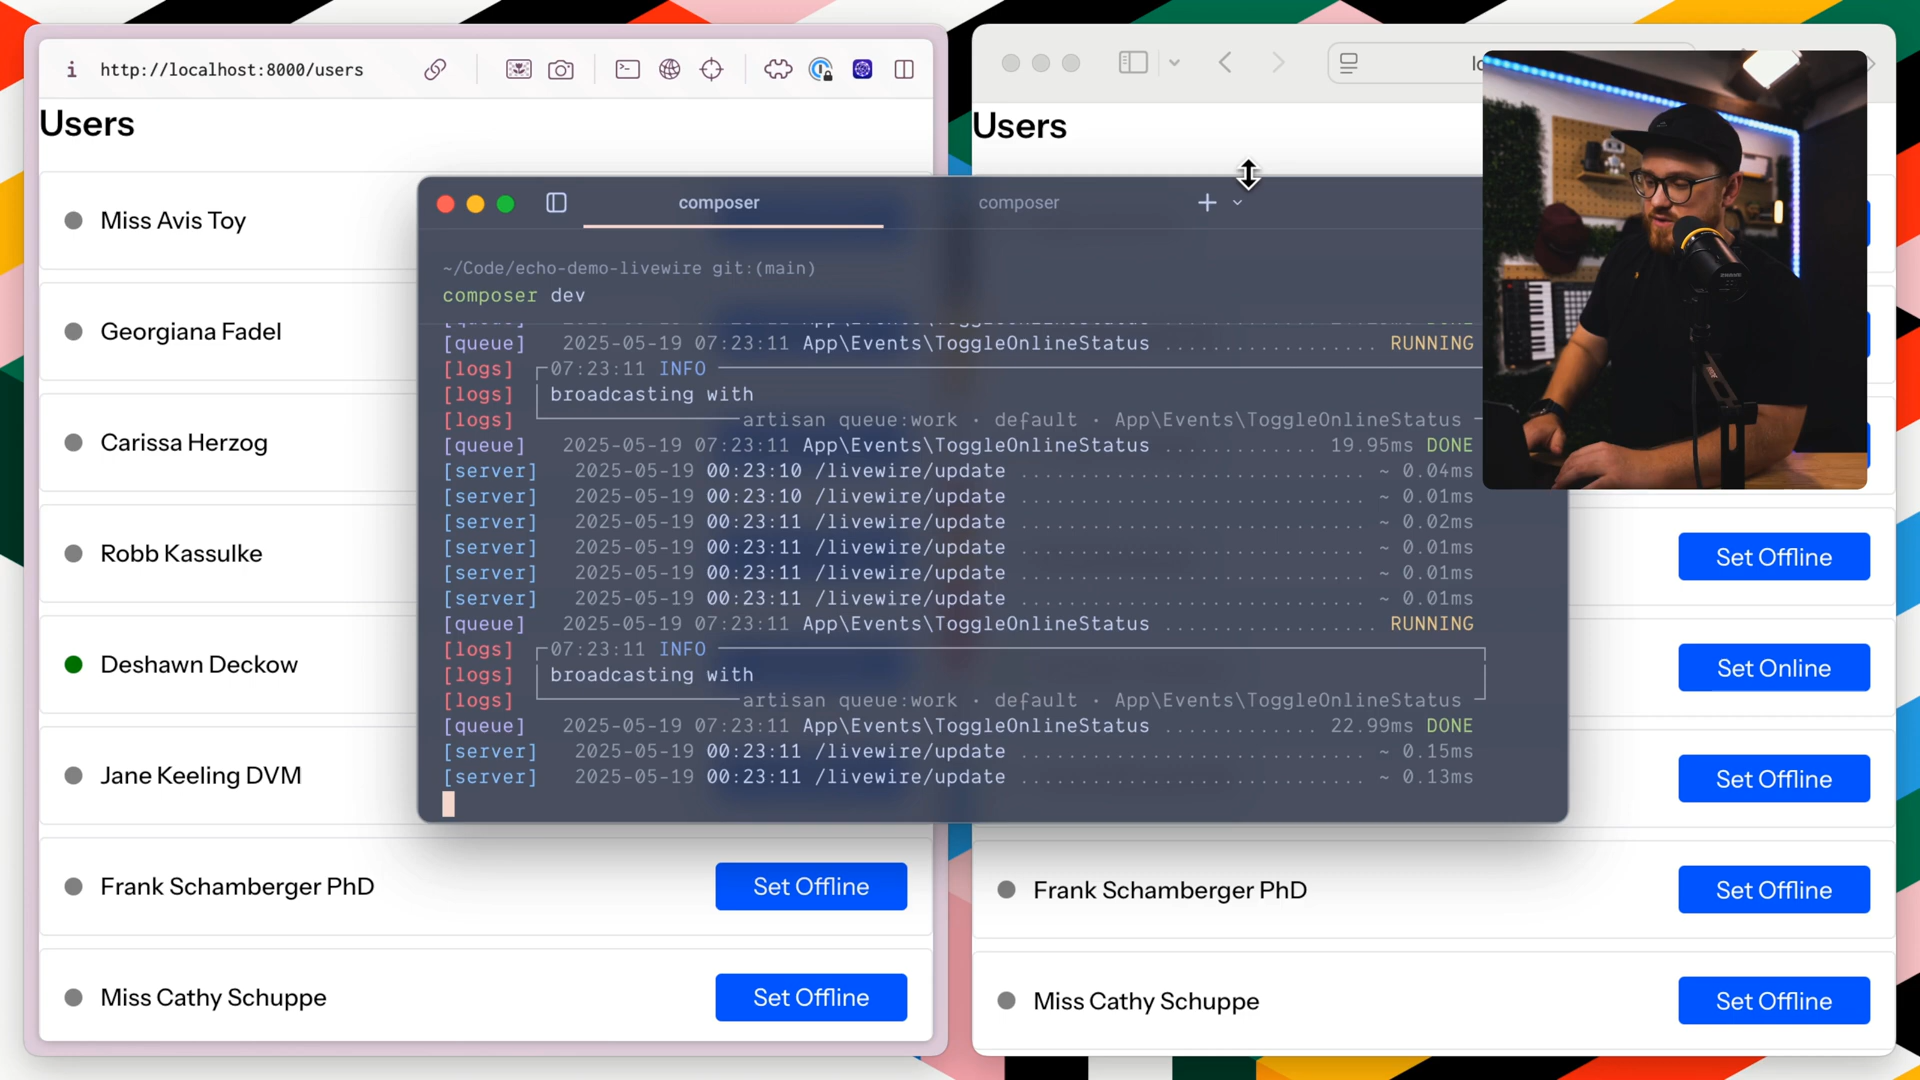 http://localhost:8000/users
Users
Miss Avis Toy
Georgiana Fadel
Carissa Herzog
Robb Kassulke
Deshawn Deckow
Jane Keeling DVM
Frank Schamberger PhD
Set Offline
Miss Cathy Schuppe
Set Offline
composer
composer
~/Code/echo-demo-livewire git:(main)
composer dev
[queue] 2025-05-19 07:23:11 App\Events\ToggleOnlineStatus .................. RUNNING
[logs] 07:23:11 INFO
[logs] broadcasting with
[logs] artisan queue:work · default · App\Events\ToggleOnlineStatus
[queue] 2025-05-19 07:23:11 App\Events\ToggleOnlineStatus ............. 19.95ms DONE
[server] 2025-05-19 00:23:10 /livewire/update ............................. ~ 0.04ms
[server] 2025-05-19 00:23:10 /livewire/update ............................. ~ 0.01ms
[server] 2025-05-19 00:23:11 /livewire/update ............................. ~ 0.02ms
[server] 2025-05-19 00:23:11 /livewire/update ............................. ~ 0.01ms
[server] 2025-05-19 00:23:11 /livewire/update ............................. ~ 0.01ms
[server] 2025-05-19 00:23:11 /livewire/update ............................. ~ 0.01ms
[queue] 2025-05-19 07:23:11 App\Events\ToggleOnlineStatus .................. RUNNING
[logs] 07:23:11 INFO
[logs] broadcasting with
[logs] artisan queue:work · default · App\Events\ToggleOnlineStatus
[queue] 2025-05-19 07:23:11 App\Events\ToggleOnlineStatus ............. 22.99ms DONE
[server] 2025-05-19 00:23:11 /livewire/update ............................. ~ 0.15ms
[server] 2025-05-19 00:23:11 /livewire/update ............................. ~ 0.13ms
Users
Set Offline
Set Online
Set Offline
Frank Schamberger PhD
Set Offline
Miss Cathy Schuppe
Set Offline